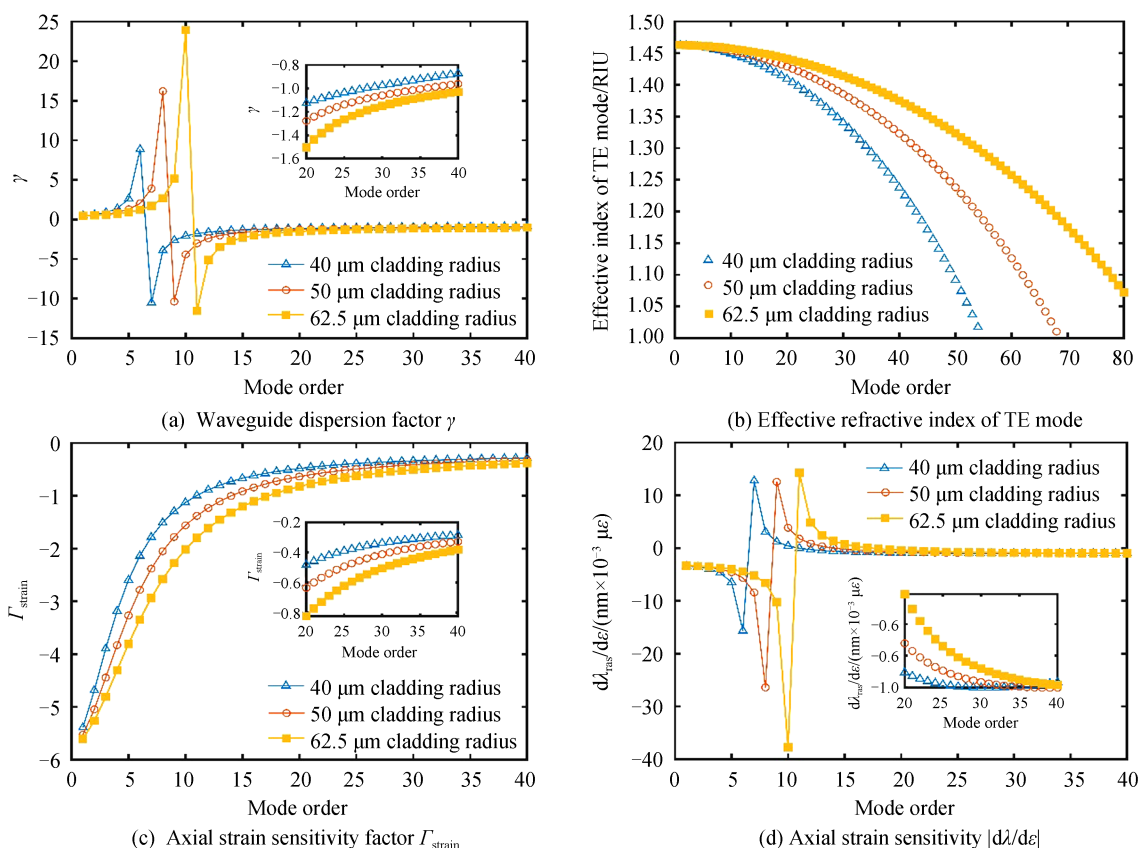 25
20
15
10
5
0
−5
−10
−15
γ
0 5 10 15 20 25 30 35 40
Mode order
−0.8
−1.0
−1.2
−1.4
−1.6
γ
20 25 30 35 40
Mode order
40 μm cladding radius
50 μm cladding radius
62.5 μm cladding radius
(a) Waveguide dispersion factor γ
1.50
1.45
1.40
1.35
1.30
1.25
1.20
1.15
1.10
1.05
1.00
Effective index of TE mode/RIU
0 10 20 30 40 50 60 70 80
Mode order
40 μm cladding radius
50 μm cladding radius
62.5 μm cladding radius
(b) Effective refractive index of TE mode
0
−1
−2
−3
−4
−5
−6
Γstrain
0 5 10 15 20 25 30 35 40
Mode order
−0.2
−0.4
−0.6
−0.8
Γstrain
20 25 30 35 40
Mode order
40 μm cladding radius
50 μm cladding radius
62.5 μm cladding radius
(c) Axial strain sensitivity factor Γstrain
20
10
0
−10
−20
−30
−40
dλras/dε/(nm×10⁻³ με)
0 5 10 15 20 25 30 35 40
Mode order
40 μm cladding radius
50 μm cladding radius
62.5 μm cladding radius
−0.6
−0.6
−1.0
dλras/dε/(nm×10⁻³ με)
20 25 30 35 40
Mode order
(d) Axial strain sensitivity |dλ/dε|